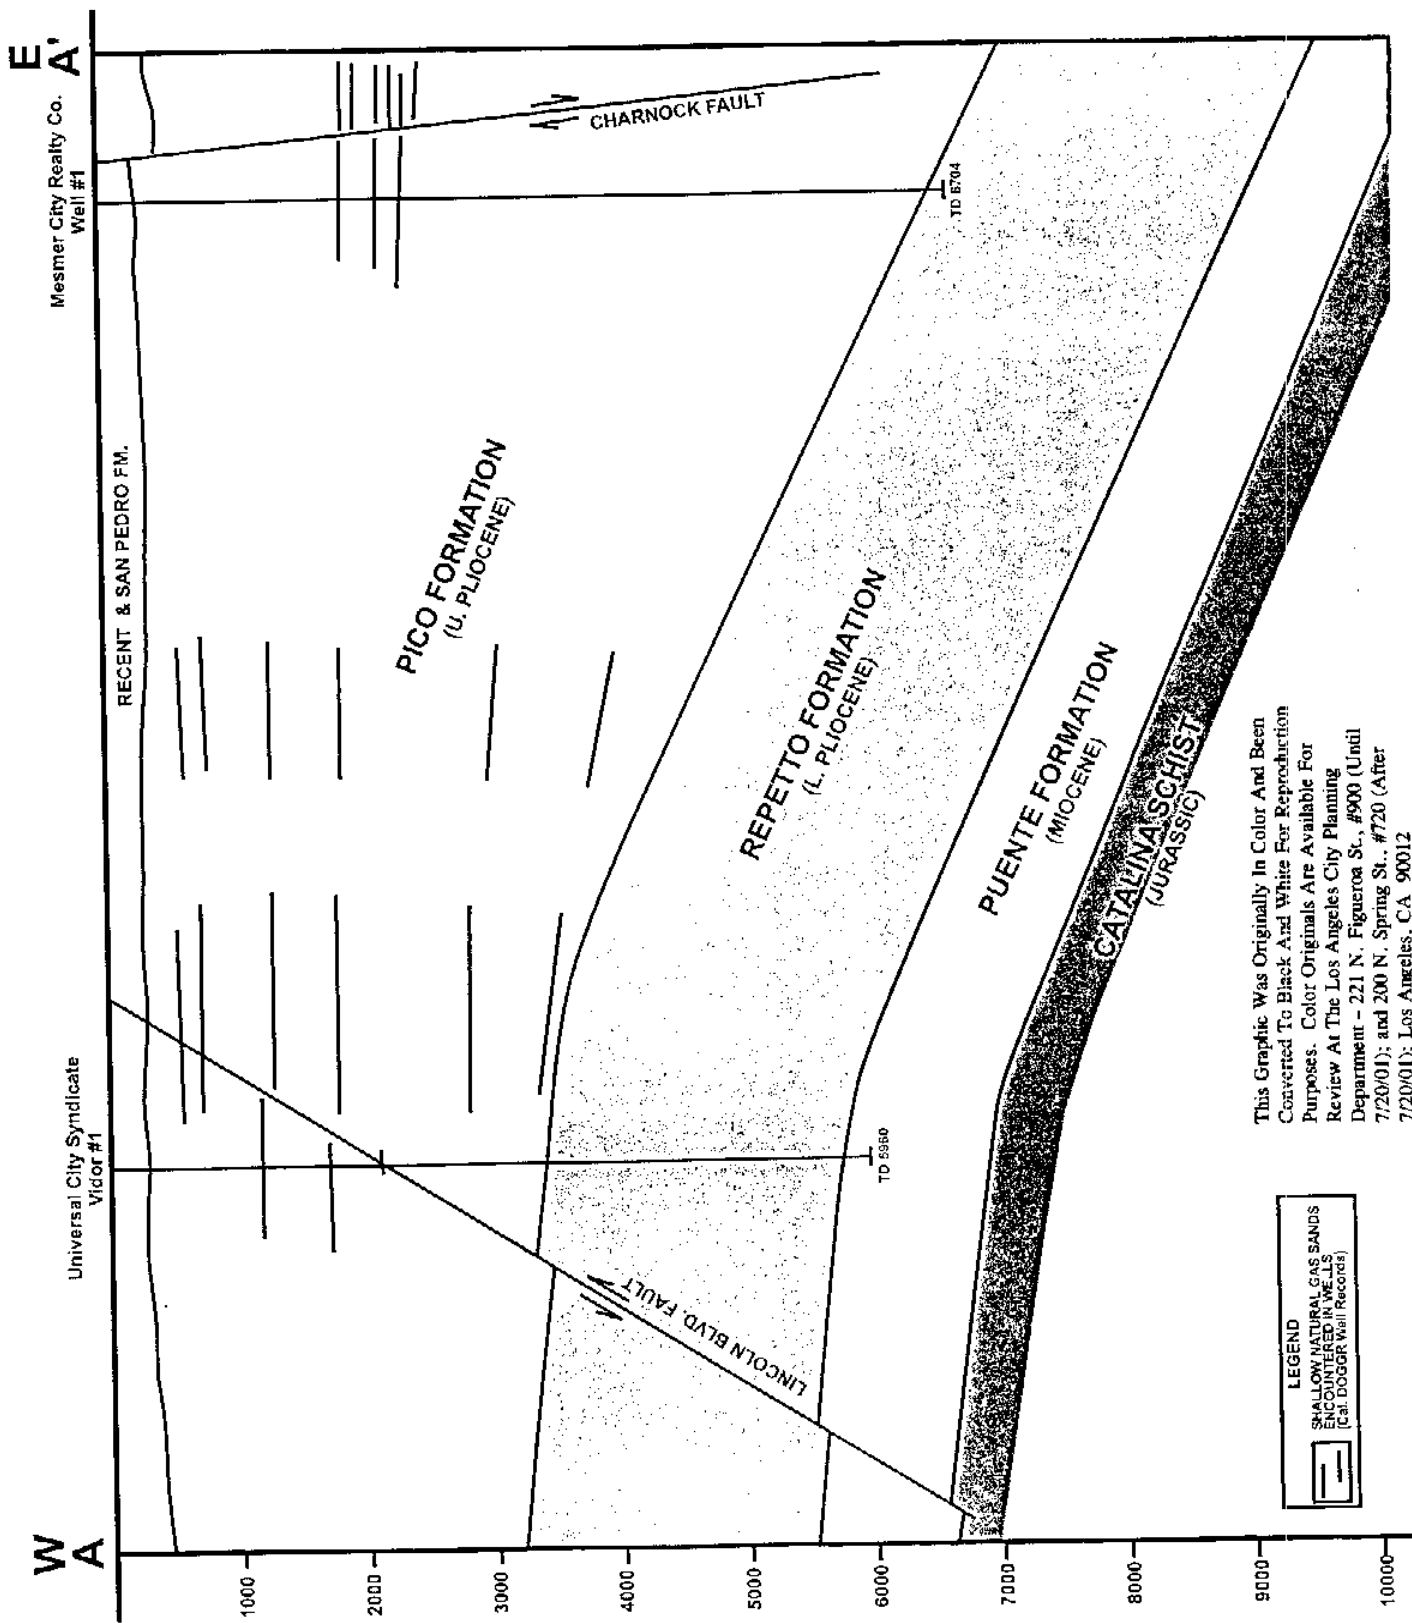 W
A
E
A'
Universal City Syndicate
Vidor #1
Mesmer City Realty Co.
Well #1
RECENT & SAN PEDRO FM.
PICO FORMATION
(U. PLIOCENE)
CHARNOCK FAULT
TD 6704
REPETTO FORMATION
(L. PLIOCENE)
LINCOLN BLVD. FAULT
TD 5960
PUENTE FORMATION
(MIOCENE)
CATALINA SCHIST
(JURASSIC)
1000
2000
3000
4000
5000
6000
7000
8000
9000
10000
LEGEND
SHALLOW NATURAL GAS SANDS
ENCOUNTERED IN WELLS
(Cal. DOGGR Well Records)
This Graphic Was Originally In Color And Been
Converted To Black And White For Reproduction
Purposes. Color Originals Are Available For
Review At The Los Angeles City Planning
Department - 221 N. Figueroa St., #900 (Until
7/20/01); and 200 N. Spring St., #720 (After
7/20/01); Los Angeles, CA 90012